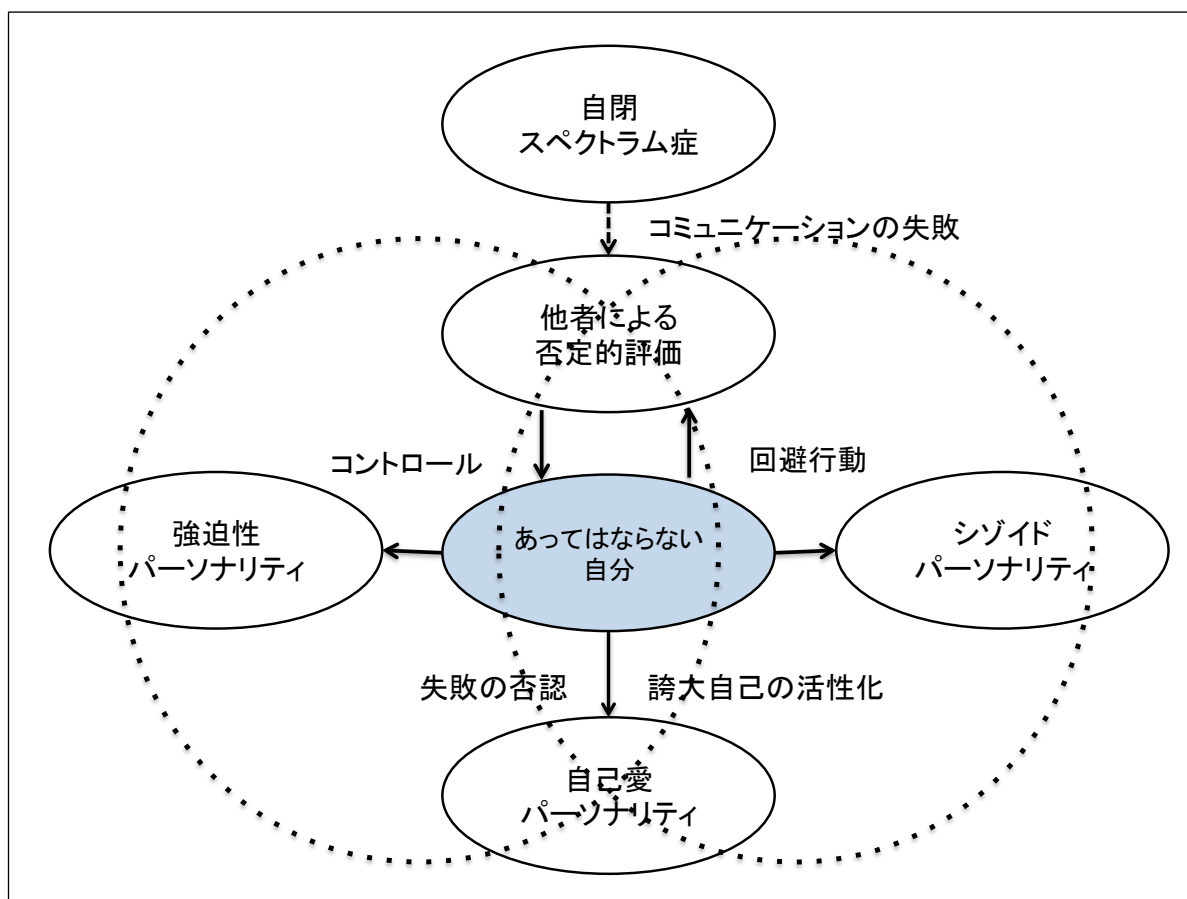 自閉
スペクトラム症
コミュニケーションの失敗
他者による
否定的評価
コントロール
回避行動
強迫性
パーソナリティ
あってはならない
自分
シゾイド
パーソナリティ
失敗の否認
誇大自己の活性化
自己愛
パーソナリティ